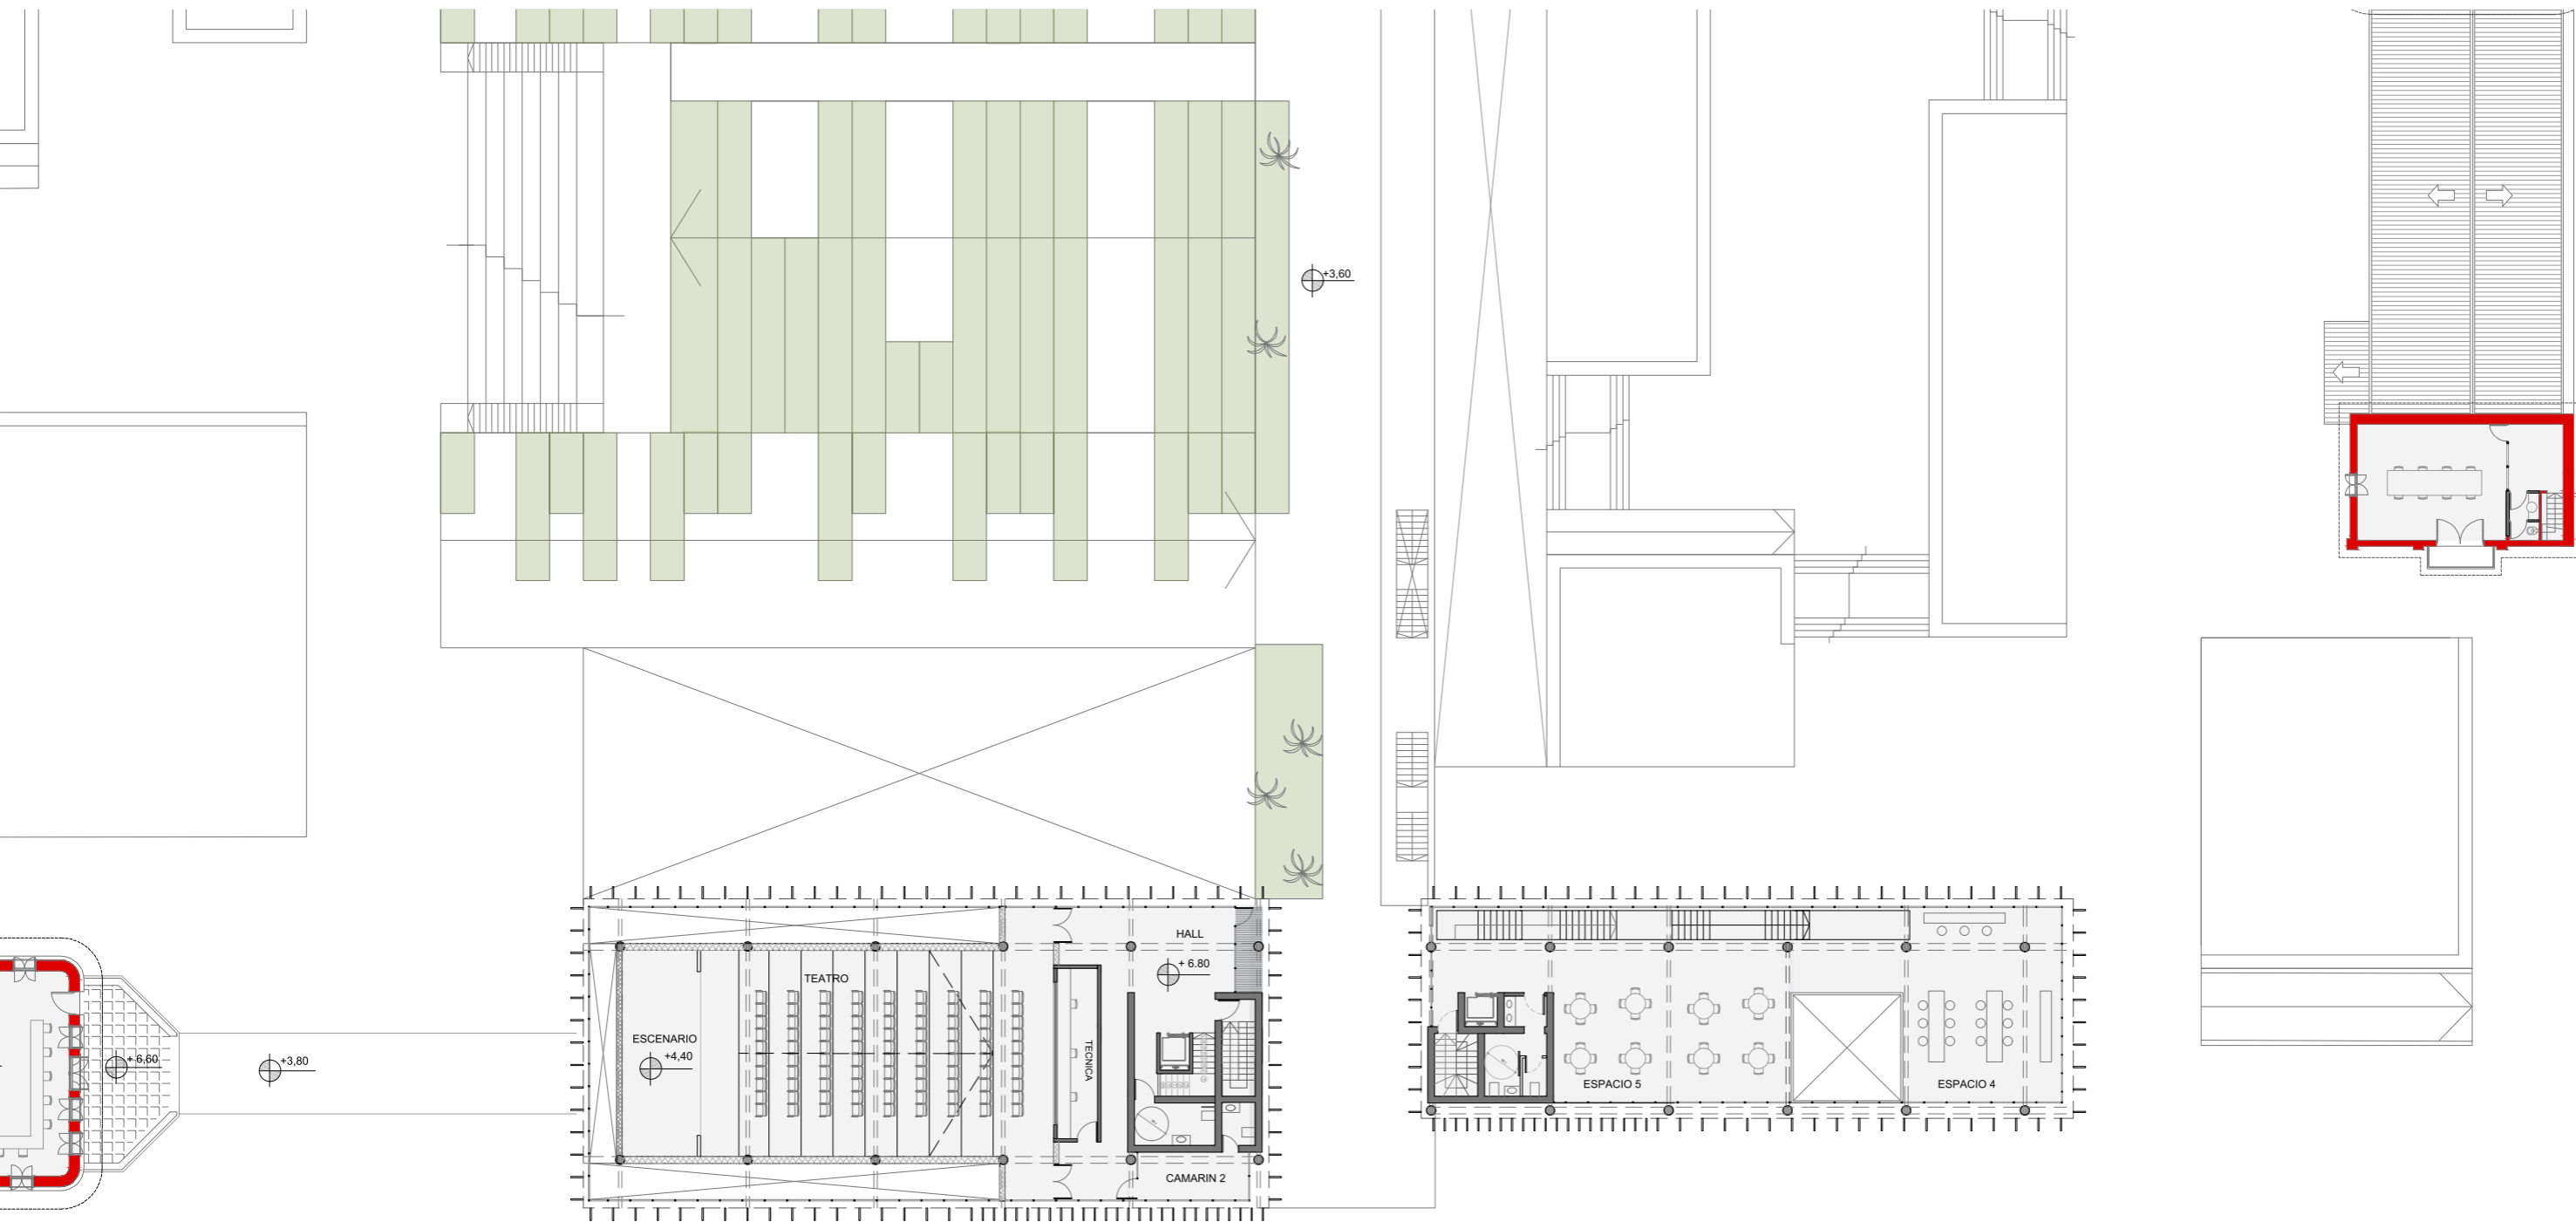 +3,60
HALL
+ 6.80
TEATRO
ESCENARIO
+4,40
TECNICA
+ 6,60
+3,80
ESPACIO 5
ESPACIO 4
CAMARIN 2